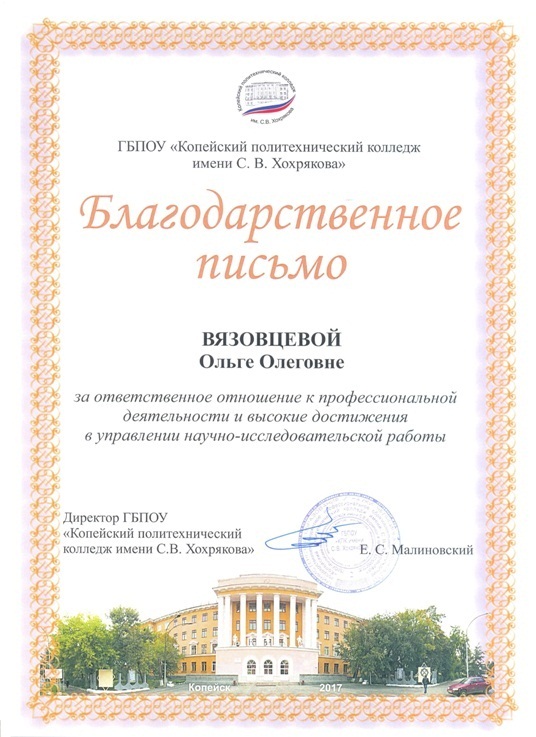 Копейский политехнический колледж
им. С.В. Хохрякова
ГБПОУ «Копейский политехнический колледж
имени С. В. Хохрякова»
Благодарственное
письмо
ВЯЗОВЦЕВОЙ
Ольге Олеговне
за ответственное отношение к профессиональной
деятельности и высокие достижения
в управлении научно-исследовательской работы
Директор ГБПОУ
«Копейский политехнический
колледж имени С.В. Хохрякова»
Е. С. Малиновский
Копейск 2017